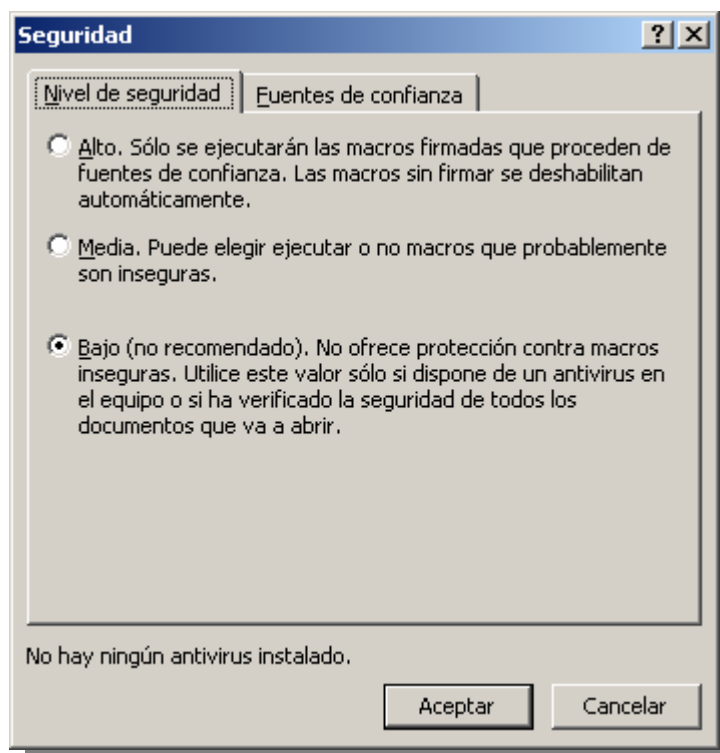 Seguridad
Nivel de seguridad
Fuentes de confianza
Alto. Sólo se ejecutarán las macros firmadas que proceden de
fuentes de confianza. Las macros sin firmar se deshabilitan
automáticamente.
Media. Puede elegir ejecutar o no macros que probablemente
son inseguras.
Bajo (no recomendado). No ofrece protección contra macros
inseguras. Utilice este valor sólo si dispone de un antivirus en
el equipo o si ha verificado la seguridad de todos los
documentos que va a abrir.
No hay ningún antivirus instalado.
Aceptar
Cancelar